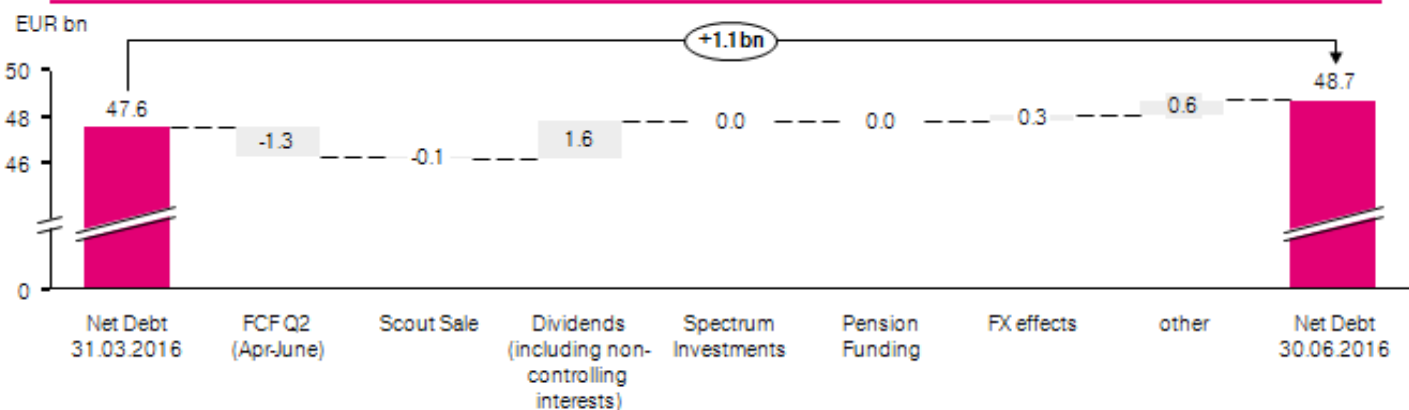 EUR bn
+1.1bn
50
48
46
0
47.6
-1.3
-0.1
1.6
0.0
0.0
0.3
0.6
48.7
Net Debt
31.03.2016
FCF Q2
(Apr-June)
Scout Sale
Dividends
(including non-
controlling
interests)
Spectrum
Investments
Pension
Funding
FX effects
other
Net Debt
30.06.2016